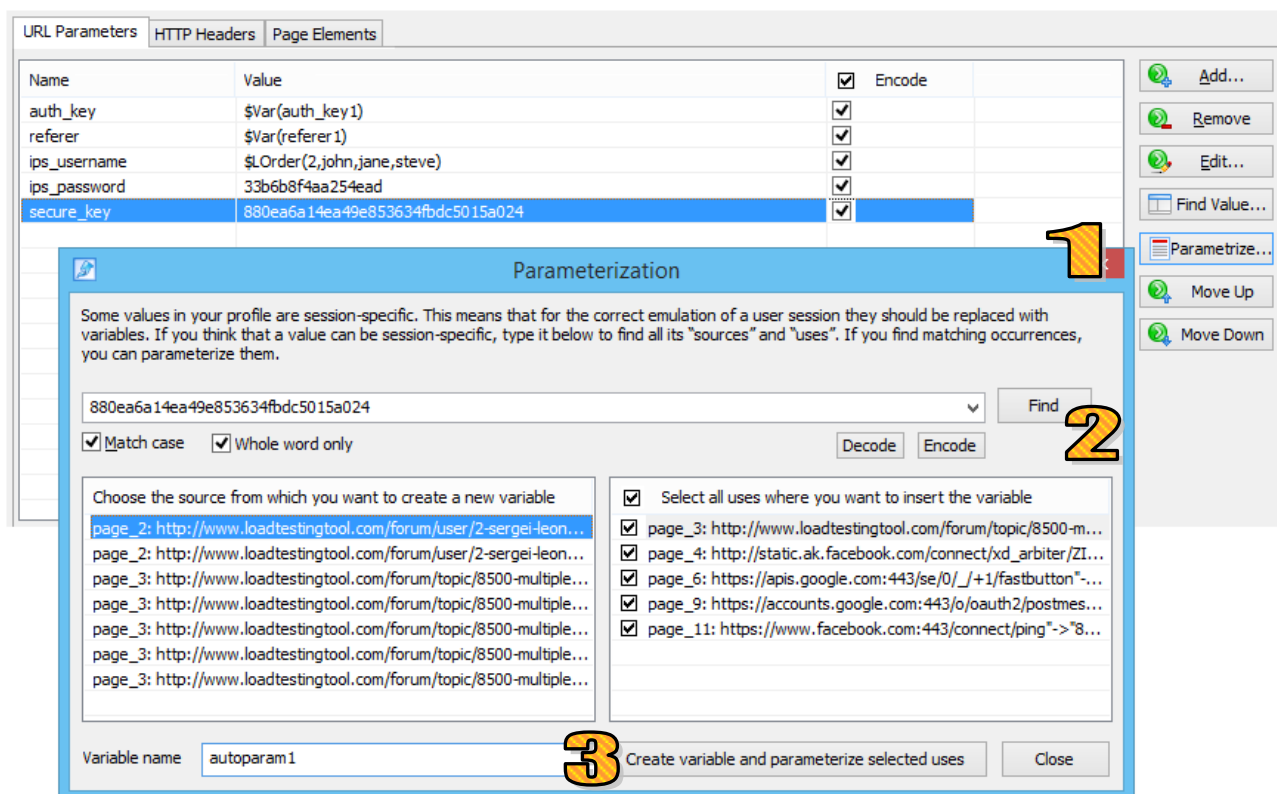 URL Parameters HTTP Headers Page Elements
Name Value Encode
auth_key $Var(auth_key1)
referer $Var(referer1)
ips_username $LOrder(2,john,jane,steve)
ips_password 33b6b8f4aa254ead
secure_key 880ea6a14ea49e853634fbdc5015a024
Add...
Remove
Edit...
Find Value...
Parametrize...
Move Up
Move Down
1
Parameterization
Some values in your profile are session-specific. This means that for the correct emulation of a user session they should be replaced with
variables. If you think that a value can be session-specific, type it below to find all its “sources” and “uses”. If you find matching occurrences,
you can parameterize them.
880ea6a14ea49e853634fbdc5015a024 Find
2
Match case Whole word only Decode Encode
Choose the source from which you want to create a new variable
page_2: http://www.loadtestingtool.com/forum/user/2-sergei-leon...
page_2: http://www.loadtestingtool.com/forum/user/2-sergei-leon...
page_3: http://www.loadtestingtool.com/forum/topic/8500-multiple...
page_3: http://www.loadtestingtool.com/forum/topic/8500-multiple...
page_3: http://www.loadtestingtool.com/forum/topic/8500-multiple...
page_3: http://www.loadtestingtool.com/forum/topic/8500-multiple...
page_3: http://www.loadtestingtool.com/forum/topic/8500-multiple...
Select all uses where you want to insert the variable
page_3: http://www.loadtestingtool.com/forum/topic/8500-m...
page_4: http://static.ak.facebook.com/connect/xd_arbiter/ZI...
page_6: https://apis.google.com:443/se/0/_/+1/fastbutton"-...
page_9: https://accounts.google.com:443/o/oauth2/postmes...
page_11: https://www.facebook.com:443/connect/ping"->"8...
Variable name autoparam1 3 Create variable and parameterize selected uses Close